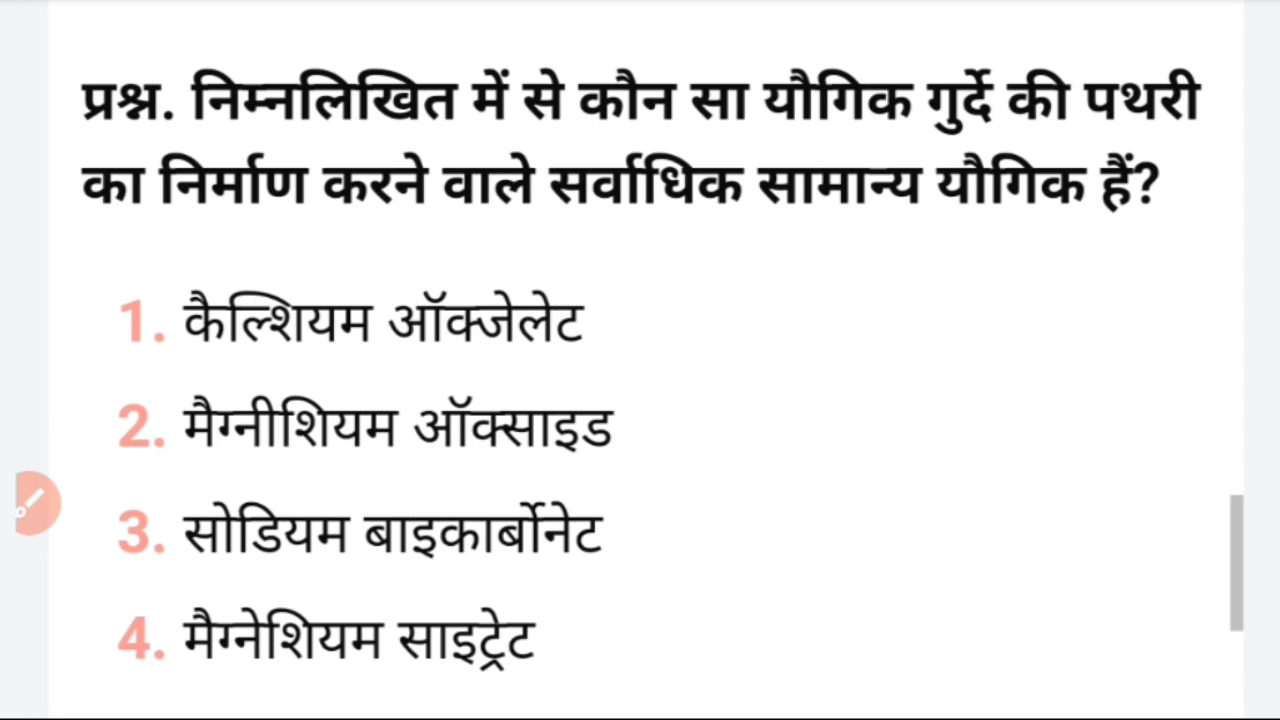 प्रश्न. निम्नलिखित में से कौन सा यौगिक गुर्दे की पथरी
का निर्माण करने वाले सर्वाधिक सामान्य यौगिक हैं?
1. कैल्शियम ऑक्जेलेट
2. मैग्नीशियम ऑक्साइड
3. सोडियम बाइकार्बोनेट
4. मैग्नेशियम साइट्रेट